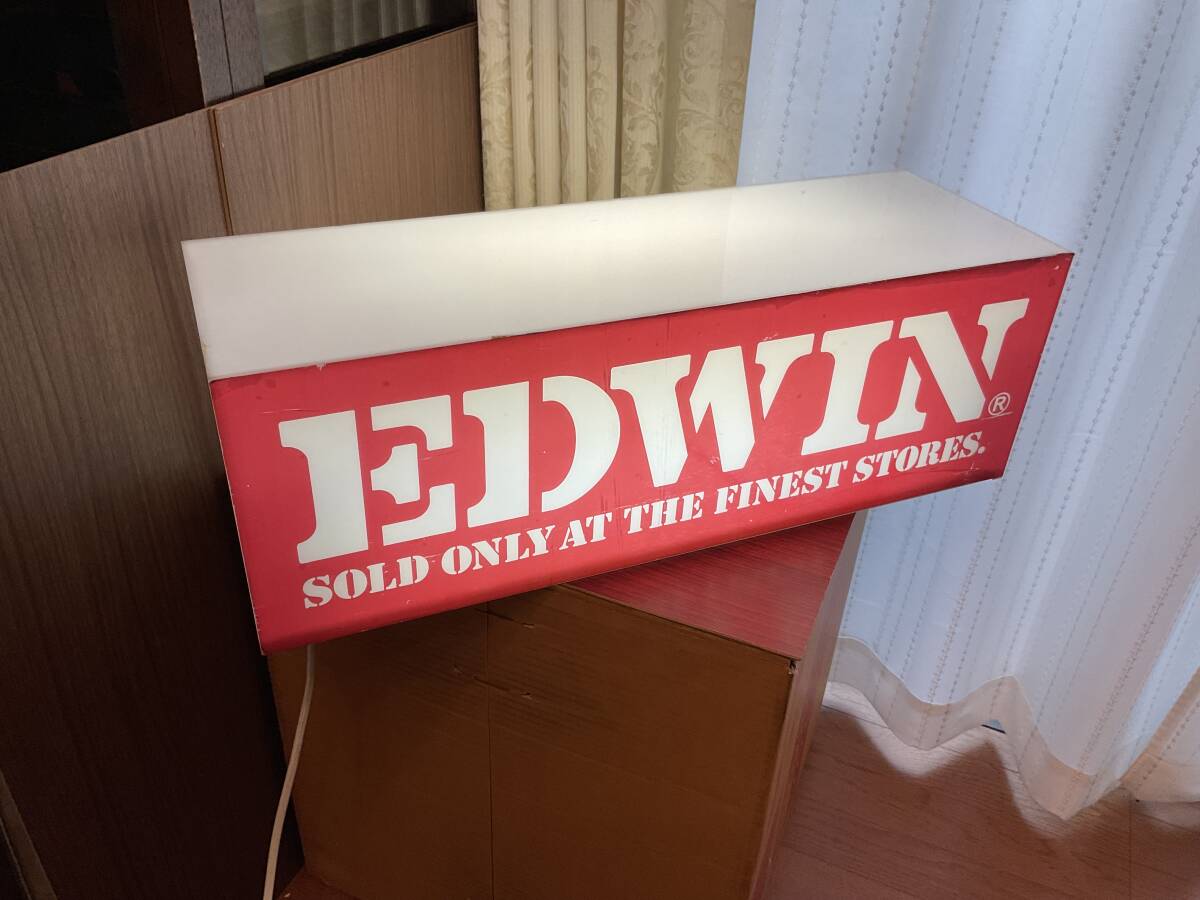 EDWIN®
SOLD ONLY AT THE FINEST STORES.